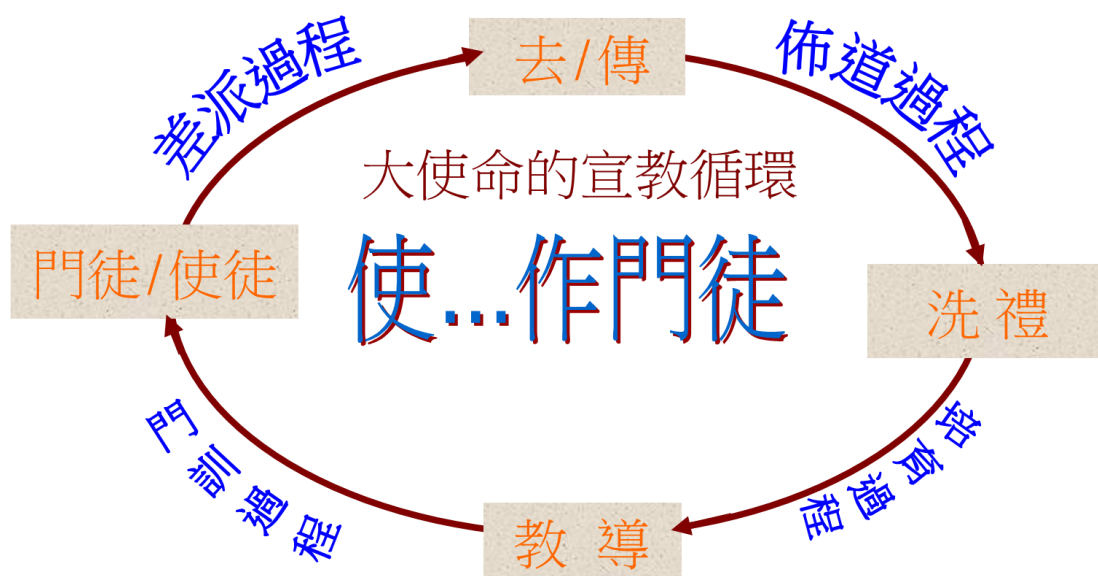 差派過程
去/傳
佈道過程
大使命的宣教循環
門徒/使徒
使...作門徒
洗 禮
門訓過程
培育過程
教 導